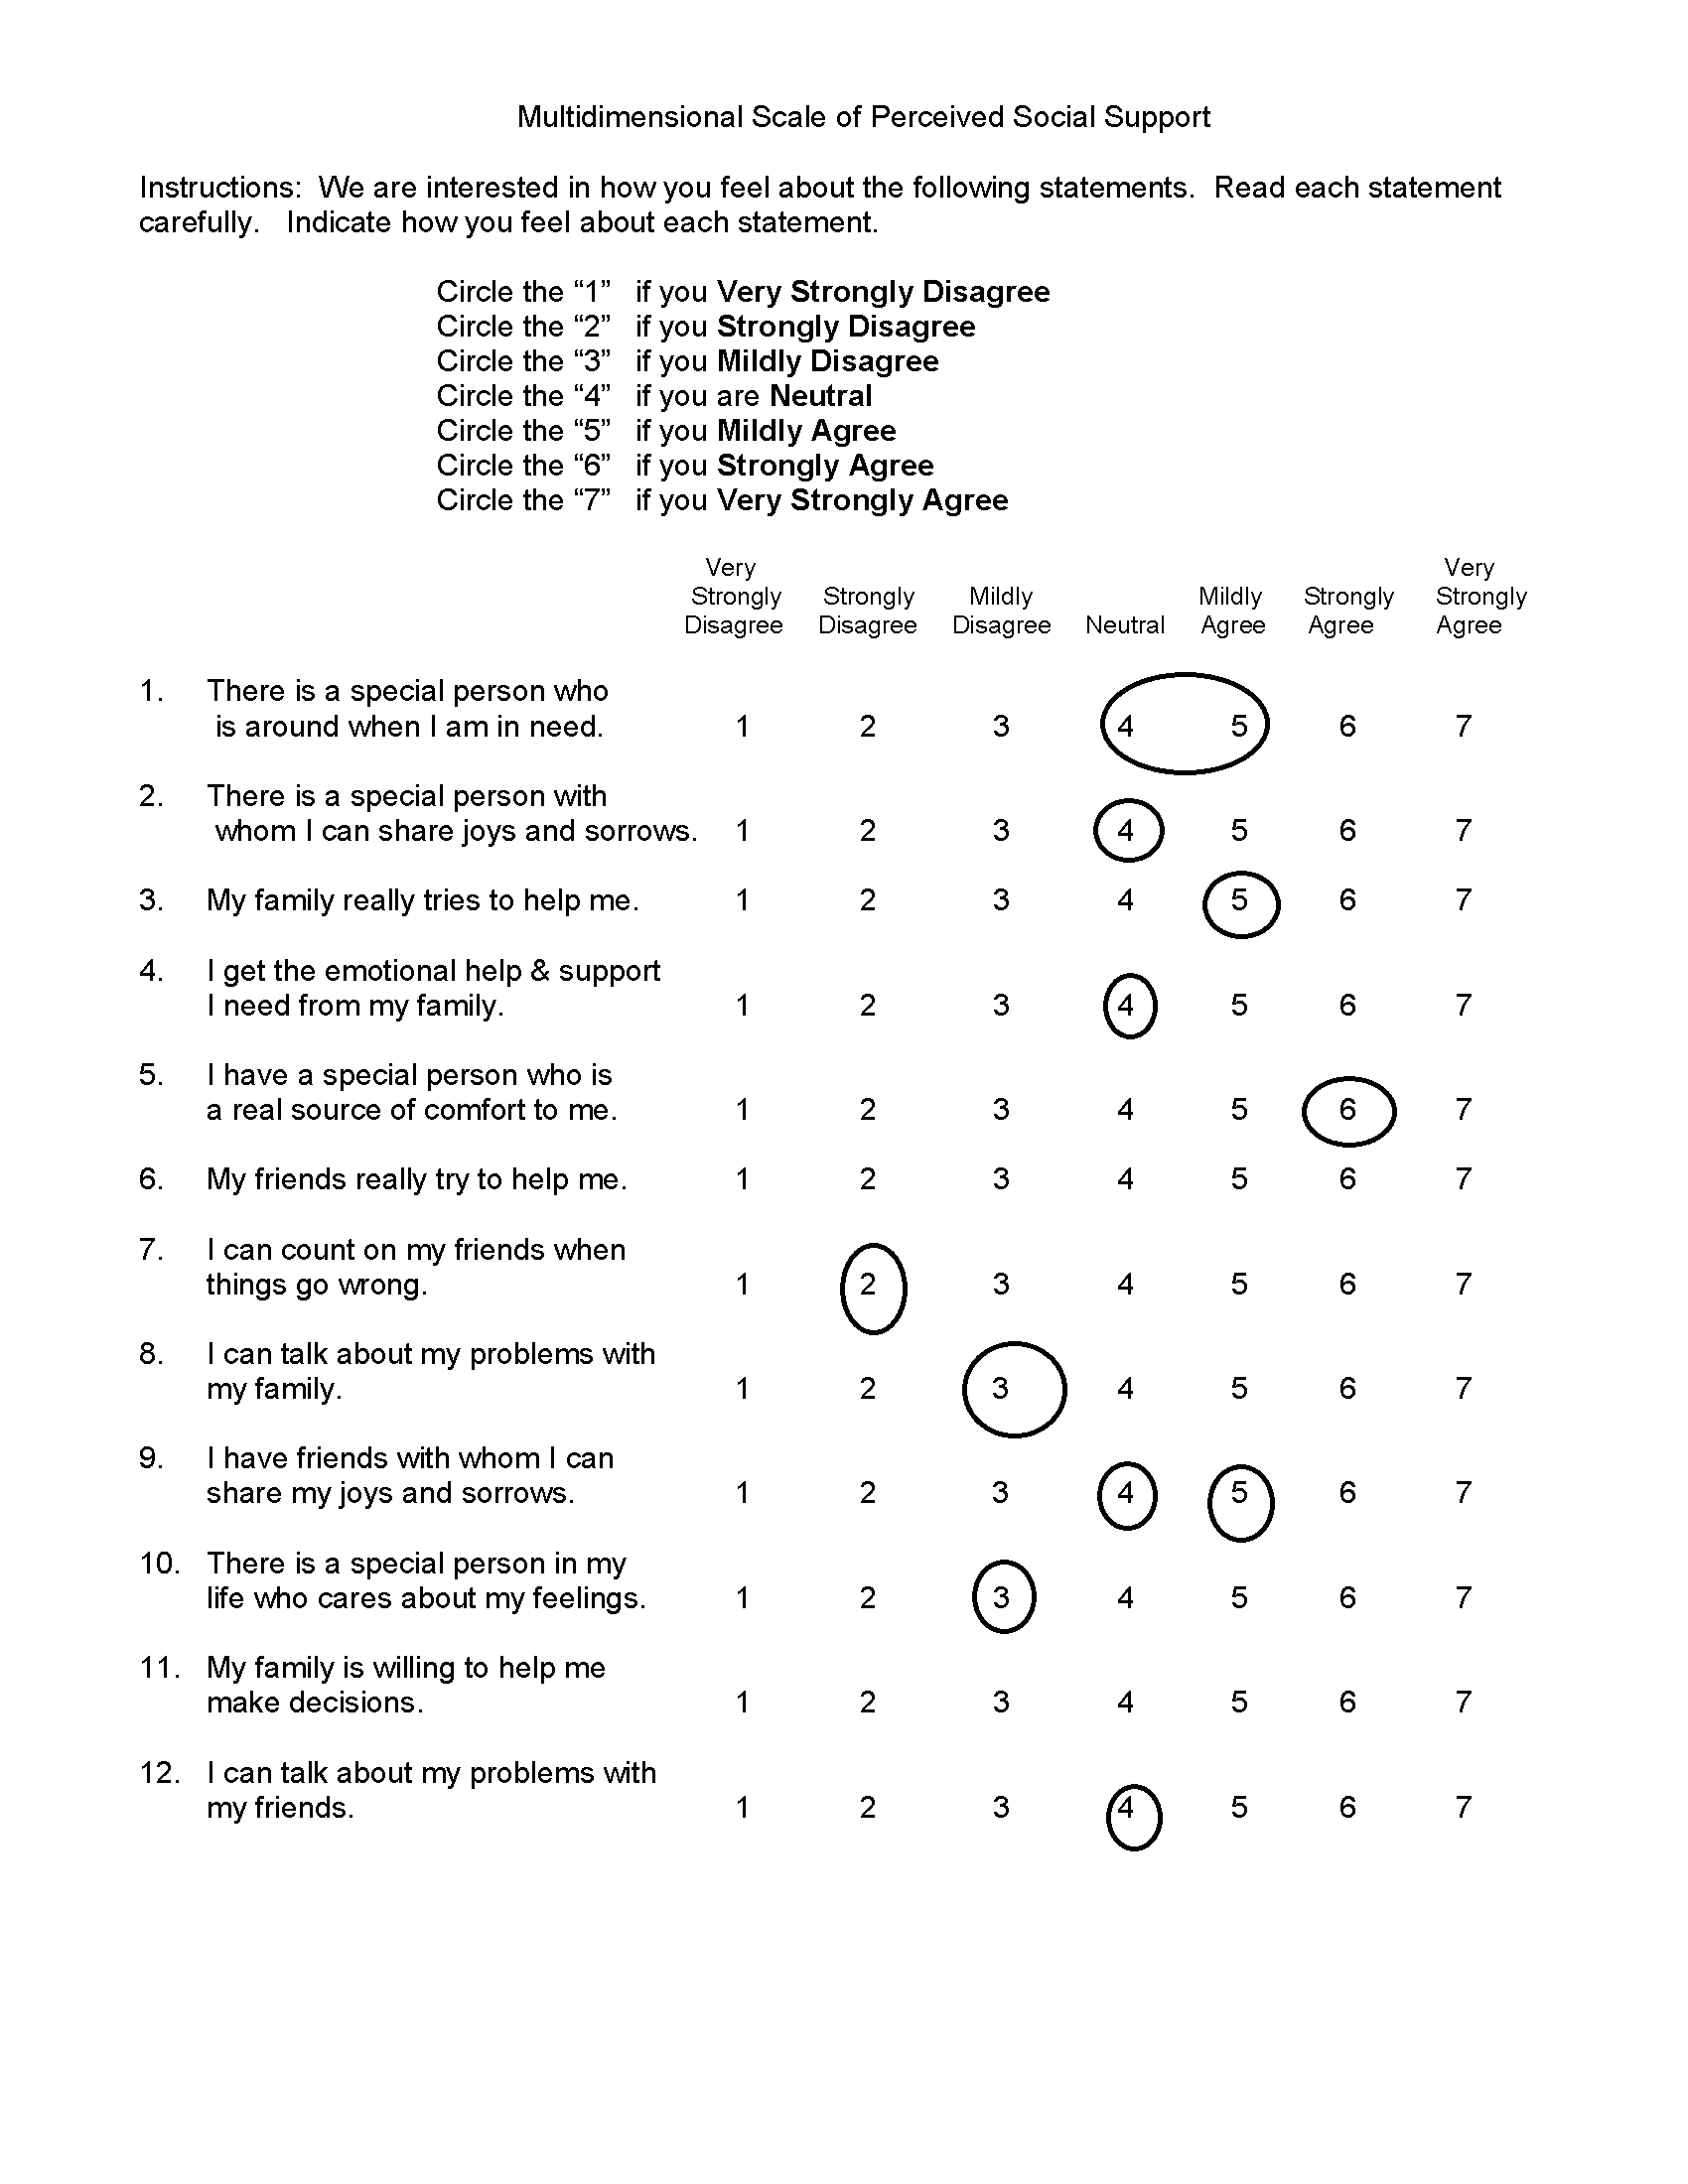 Multidimensional Scale of Perceived Social Support
Instructions:  We are interested in how you feel about the following statements.  Read each statement
carefully.   Indicate how you feel about each statement.
Circle the “1”   if you Very Strongly Disagree
Circle the “2”   if you Strongly Disagree
Circle the “3”   if you Mildly Disagree
Circle the “4”   if you are Neutral
Circle the “5”   if you Mildly Agree
Circle the “6”   if you Strongly Agree
Circle the “7”   if you Very Strongly Agree
Very Very
Strongly Strongly Mildly Mildly Strongly Strongly
Disagree Disagree Disagree Neutral Agree Agree Agree
1. There is a special person who
is around when I am in need. 1 2 3 4 5 6 7
2. There is a special person with
whom I can share joys and sorrows. 1 2 3 4 5 6 7
3. My family really tries to help me. 1 2 3 4 5 6 7
4. I get the emotional help & support
I need from my family. 1 2 3 4 5 6 7
5. I have a special person who is
a real source of comfort to me. 1 2 3 4 5 6 7
6. My friends really try to help me. 1 2 3 4 5 6 7
7. I can count on my friends when
things go wrong. 1 2 3 4 5 6 7
8. I can talk about my problems with
my family. 1 2 3 4 5 6 7
9. I have friends with whom I can
share my joys and sorrows. 1 2 3 4 5 6 7
10. There is a special person in my
life who cares about my feelings. 1 2 3 4 5 6 7
11. My family is willing to help me
make decisions. 1 2 3 4 5 6 7
12. I can talk about my problems with
my friends. 1 2 3 4 5 6 7